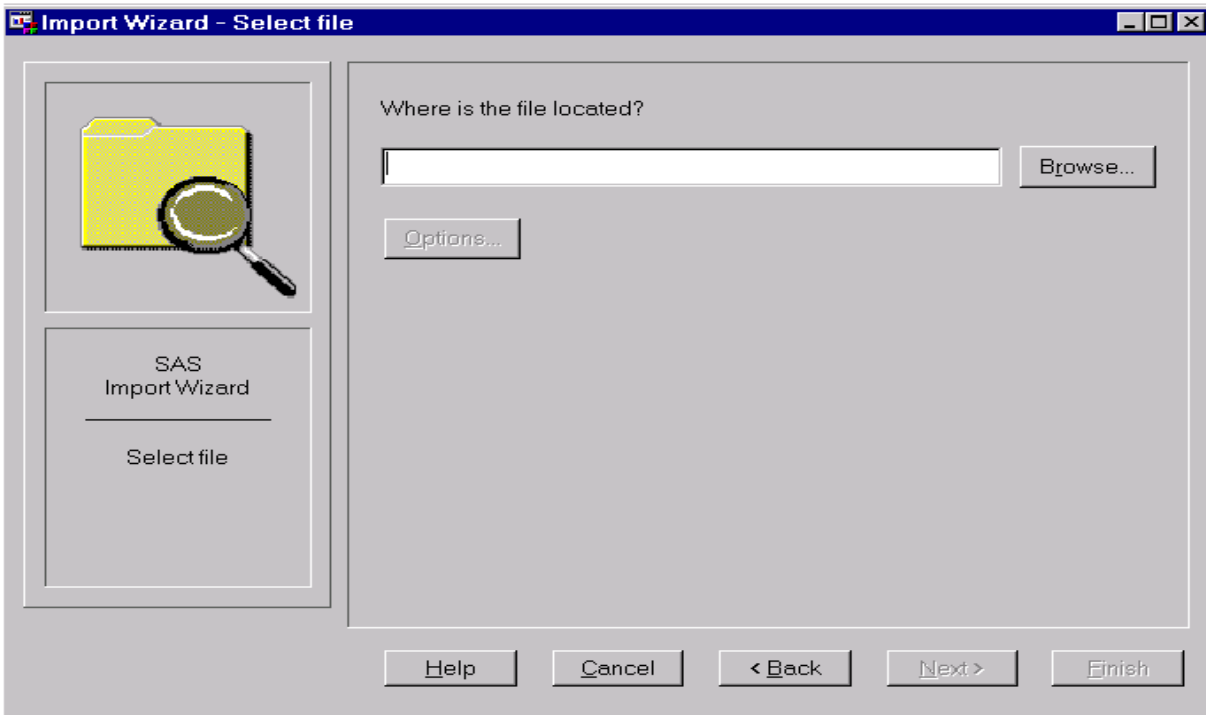 Import Wizard - Select file
Where is the file located?
Browse...
Options...
SAS
Import Wizard
Select file
Help
Cancel
< Back
Next >
Finish